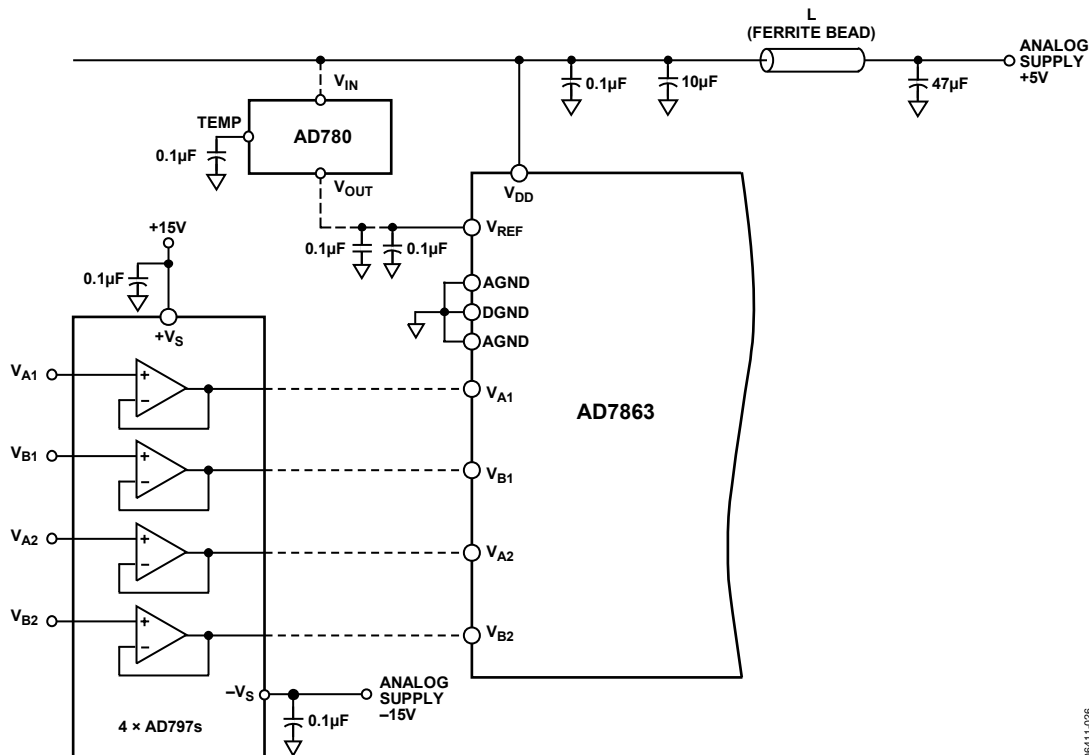 L
(FERRITE BEAD)
ANALOG
SUPPLY
+5V
VIN
0.1µF
10µF
47µF
TEMP
AD780
0.1µF
VOUT
VDD
+15V
VREF
0.1µF
0.1µF
0.1µF
AGND
DGND
AGND
+VS
VA1
+
–
VA1
AD7863
VB1
+
–
VB1
VA2
+
–
VA2
VB2
+
–
VB2
–VS
ANALOG
SUPPLY
–15V
4 × AD797s
0.1µF
06411-026